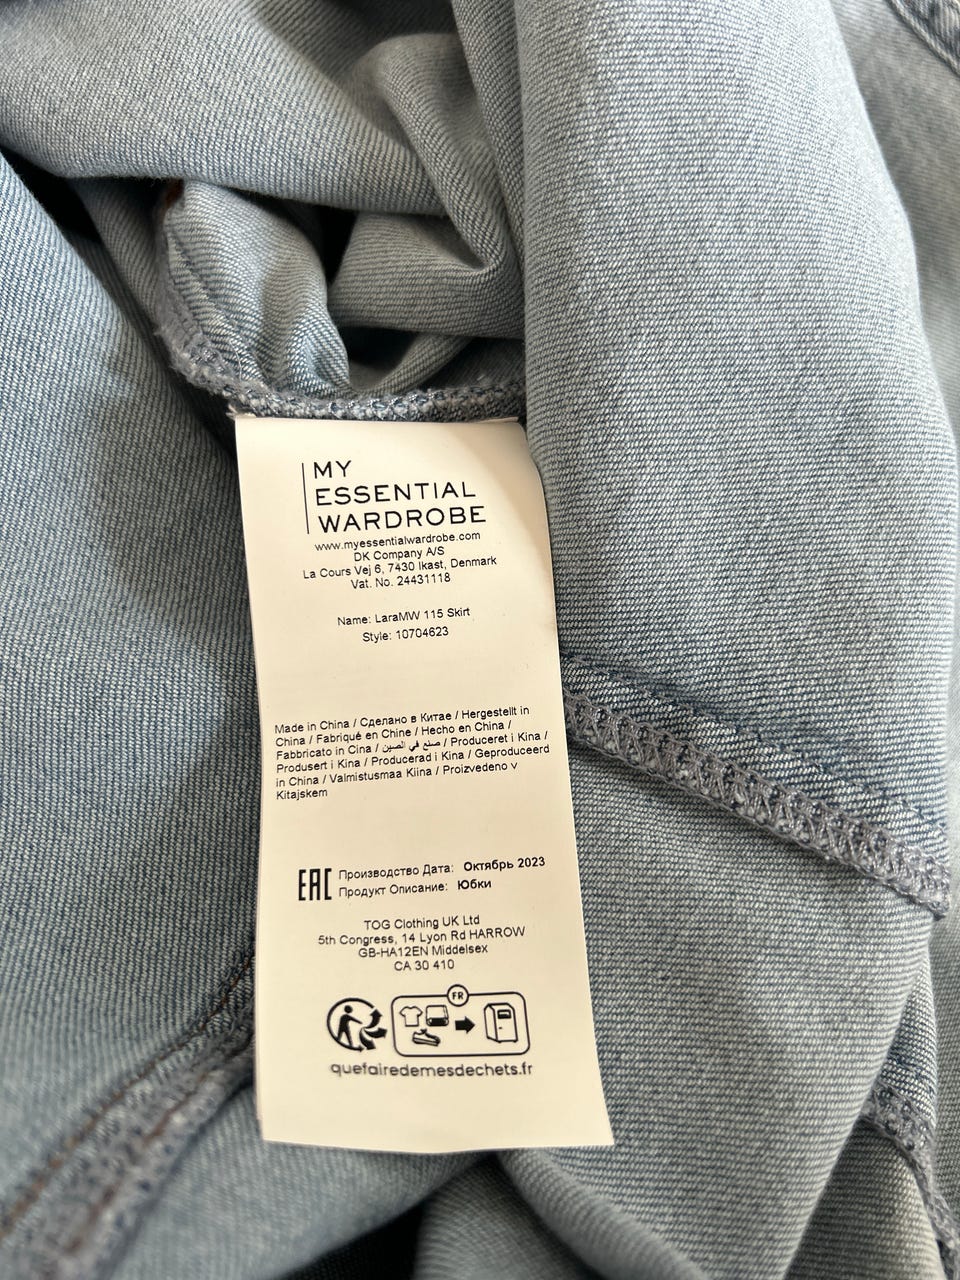 MY
ESSENTIAL
WARDROBE
www.myessentialwardrobe.com
DK Company A/S
La Cours Vej 6, 7430 Ikast, Denmark
Vat. No. 24431118
Name: LaraMW 115 Skirt
Style: 10704623
Made in China / Сделано в Китае / Hergestellt in
China / Fabriqué en Chine / Hecho en China /
Fabbricato in Cina / صنع في الصين / Produceret i Kina /
Produsert i Kina / Producerad i Kina / Geproduceerd
in China / Valmistusmaa Kiina / Proizvedeno v
Kitajskem
EAC Производство Дата: Октябрь 2023
Продукт Описание: Юбки
TOG Clothing UK Ltd
5th Congress, 14 Lyon Rd HARROW
GB-HA12EN Middelsex
CA 30 410
FR
quefairedemesdechets.fr